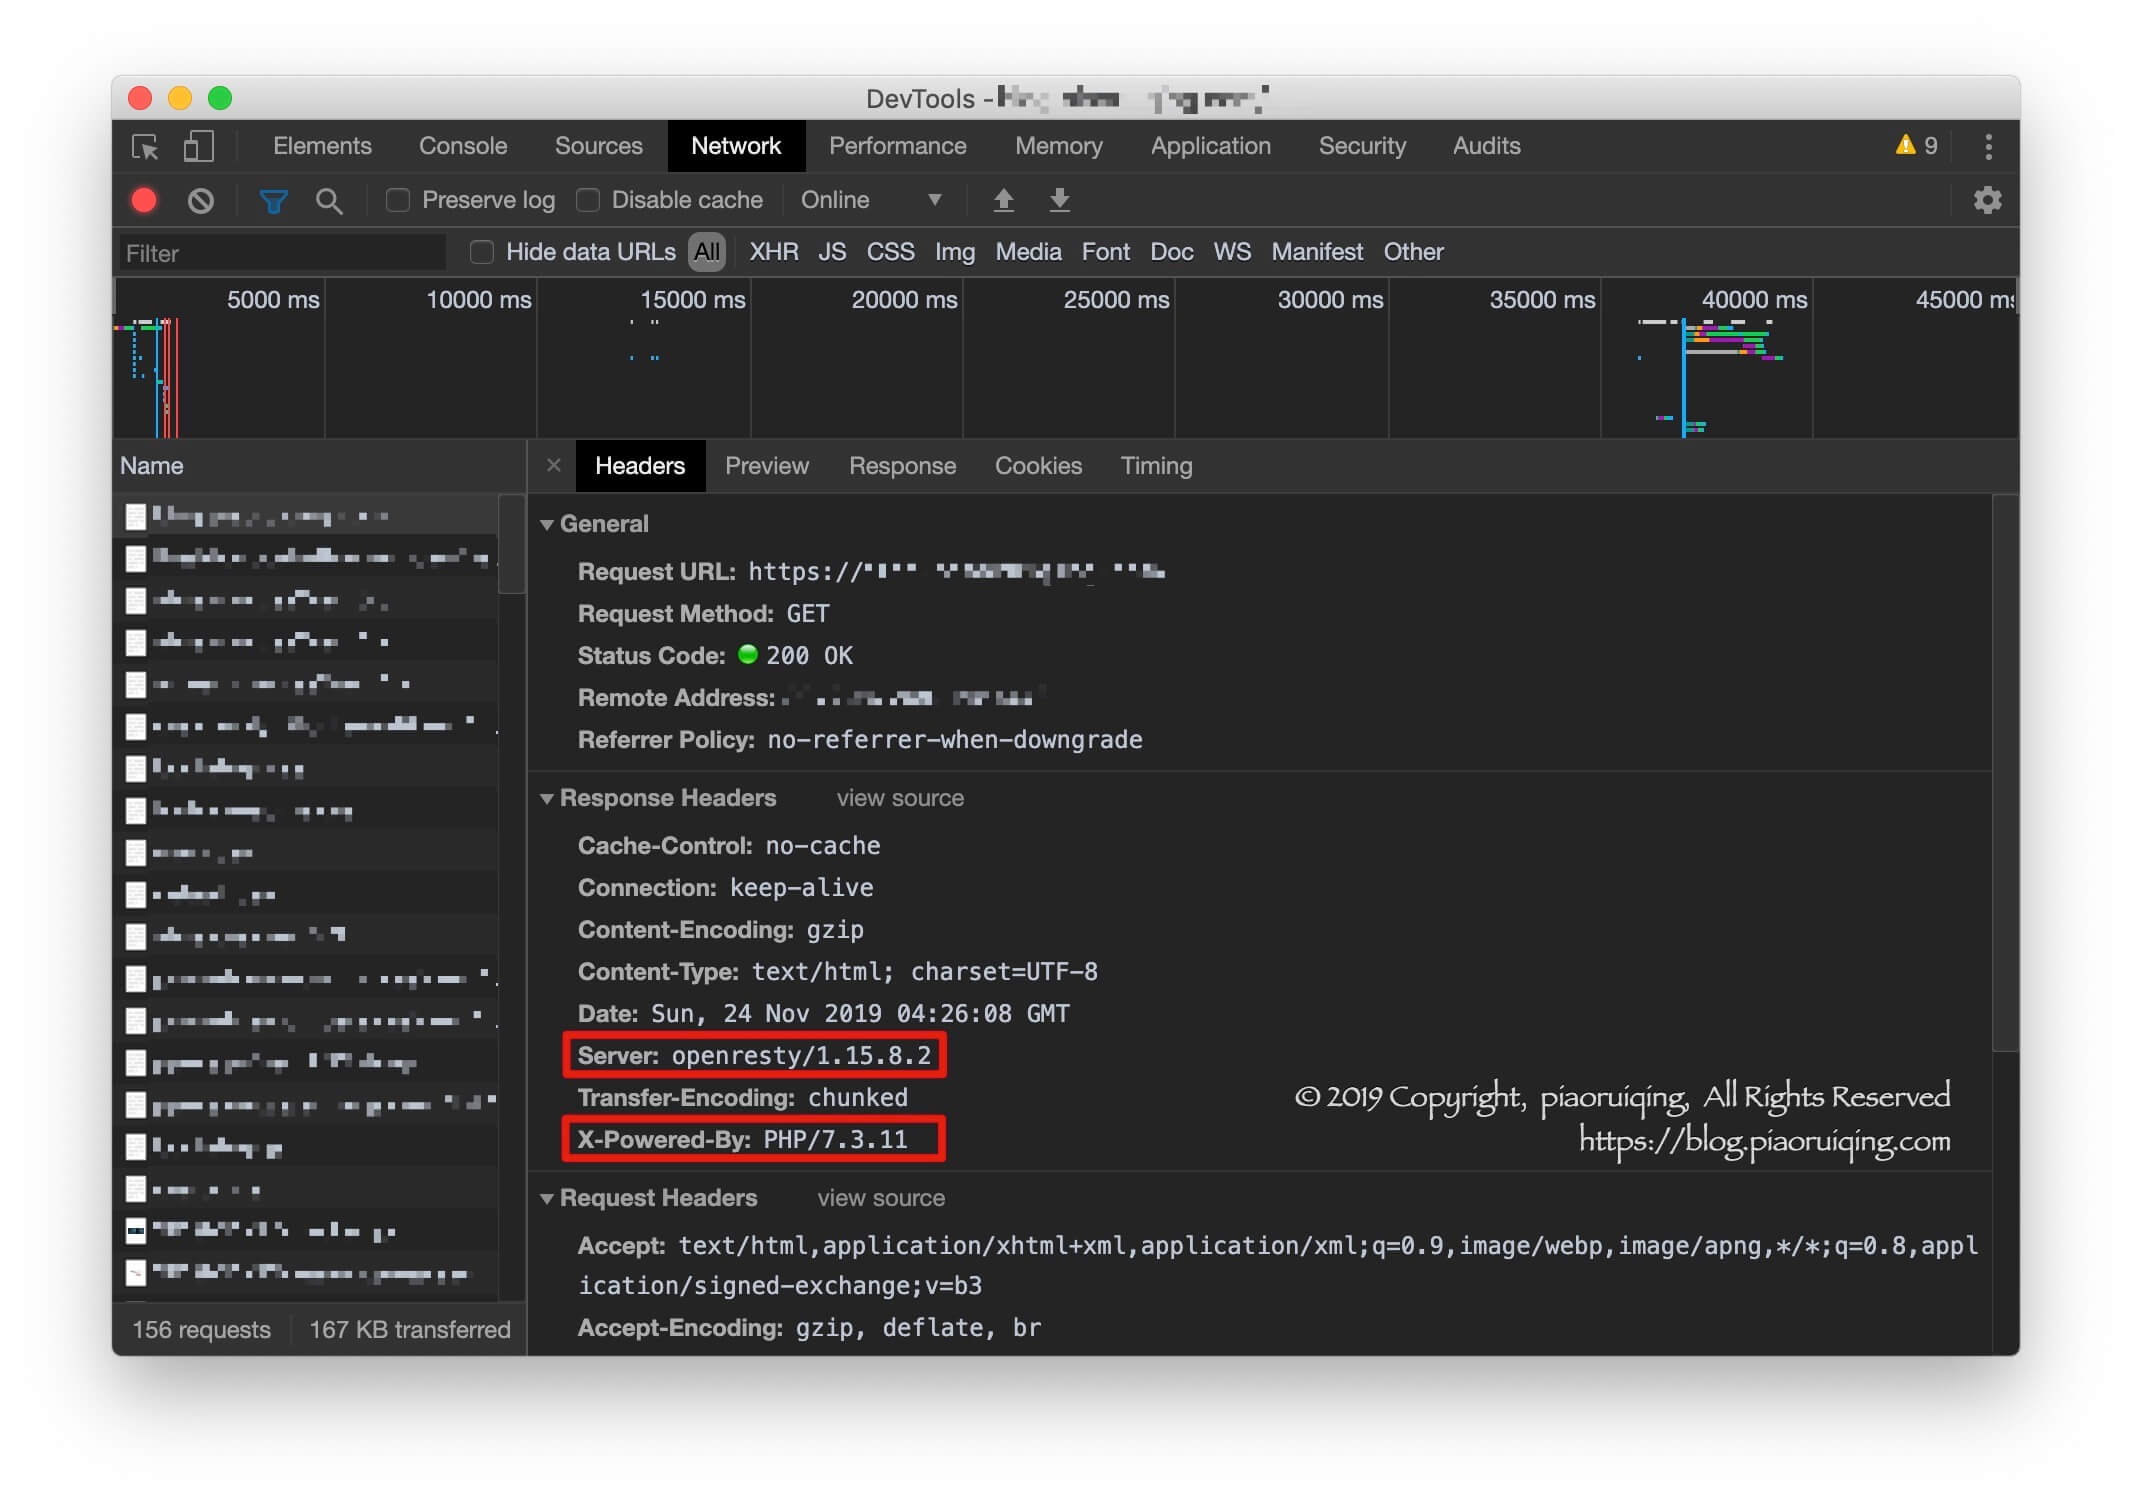 DevTools -
Elements Console Sources Network Performance Memory Application Security Audits 9
Preserve log Disable cache Online
Filter Hide data URLs All XHR JS CSS Img Media Font Doc WS Manifest Other
5000 ms 10000 ms 15000 ms 20000 ms 25000 ms 30000 ms 35000 ms 40000 ms 45000 ms
Name
Headers Preview Response Cookies Timing
General
Request URL: https://
Request Method: GET
Status Code: 200 OK
Remote Address:
Referrer Policy: no-referrer-when-downgrade
Response Headers view source
Cache-Control: no-cache
Connection: keep-alive
Content-Encoding: gzip
Content-Type: text/html; charset=UTF-8
Date: Sun, 24 Nov 2019 04:26:08 GMT
Server: openresty/1.15.8.2
Transfer-Encoding: chunked
X-Powered-By: PHP/7.3.11
© 2019 Copyright, piaoruiqing, All Rights Reserved
https://blog.piaoruiqing.com
Request Headers view source
Accept: text/html,application/xhtml+xml,application/xml;q=0.9,image/webp,image/apng,*/*;q=0.8,appl
ication/signed-exchange;v=b3
Accept-Encoding: gzip, deflate, br
156 requests 167 KB transferred